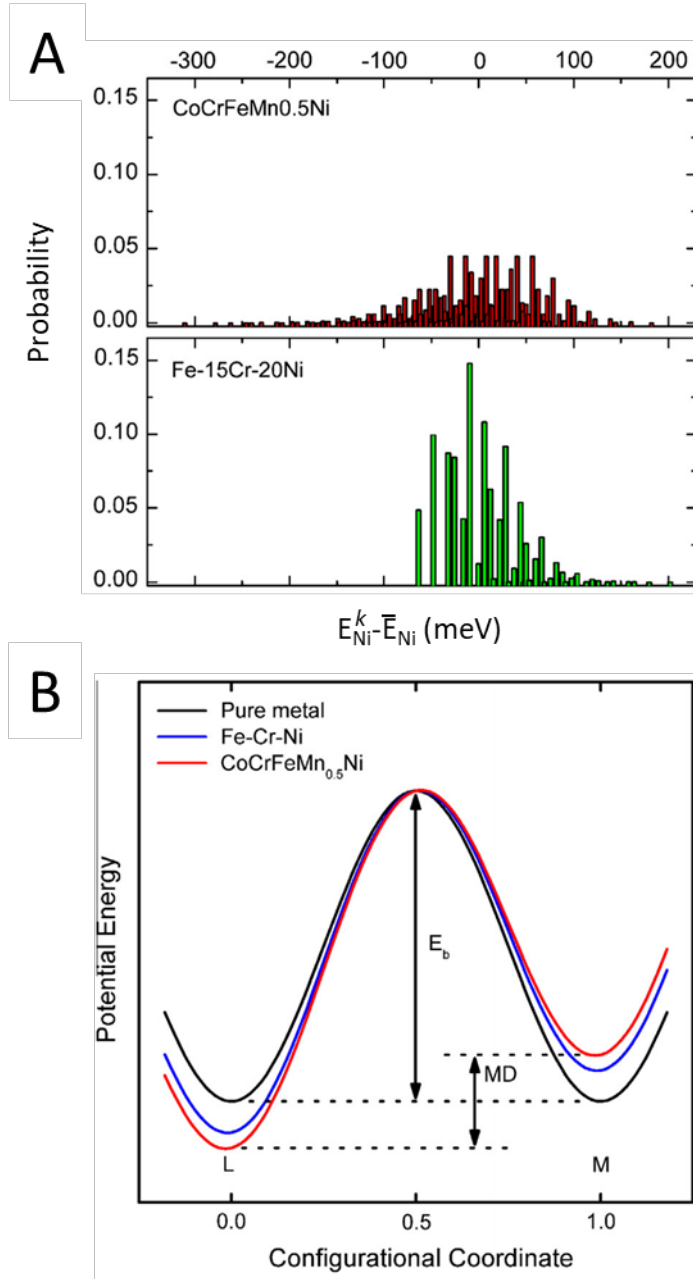 A
-300 -200 -100 0 100 200
0.15
CoCrFeMn0.5Ni
0.10
0.05
0.00
Probability
0.15
Fe-15Cr-20Ni
0.10
0.05
0.00
E^k_Ni-Ē_Ni (meV)
B
Pure metal
Fe-Cr-Ni
CoCrFeMn₀.₅Ni
Potential Energy
E_b
MD
L M
0.0 0.5 1.0
Configurational Coordinate